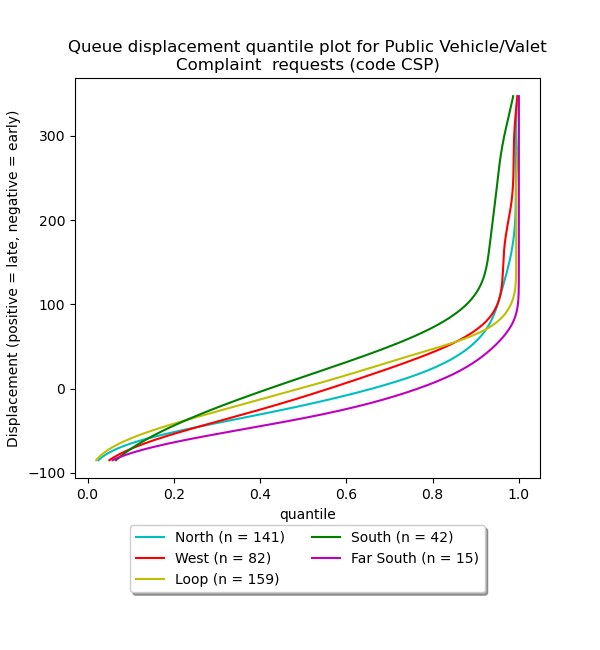 Queue displacement quantile plot for Public Vehicle/Valet
Complaint  requests (code CSP)
Displacement (positive = late, negative = early)
300
200
100
0
−100
0.0 0.2 0.4 0.6 0.8 1.0
quantile
North (n = 141)
West (n = 82)
Loop (n = 159)
South (n = 42)
Far South (n = 15)